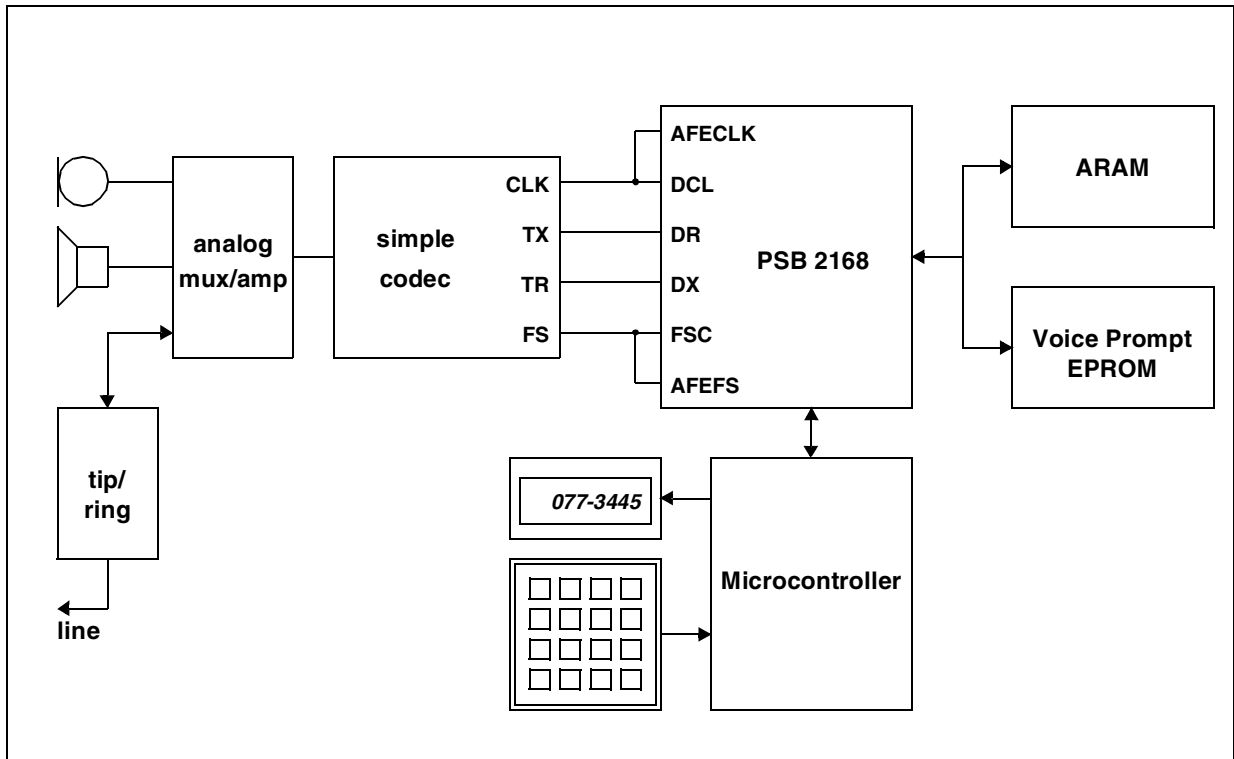 analog
mux/amp
simple
codec
CLK
TX
TR
FS
AFECLK
DCL
DR
DX
FSC
AFEFS
PSB 2168
ARAM
Voice Prompt
EPROM
tip/
ring
line
077-3445
Microcontroller